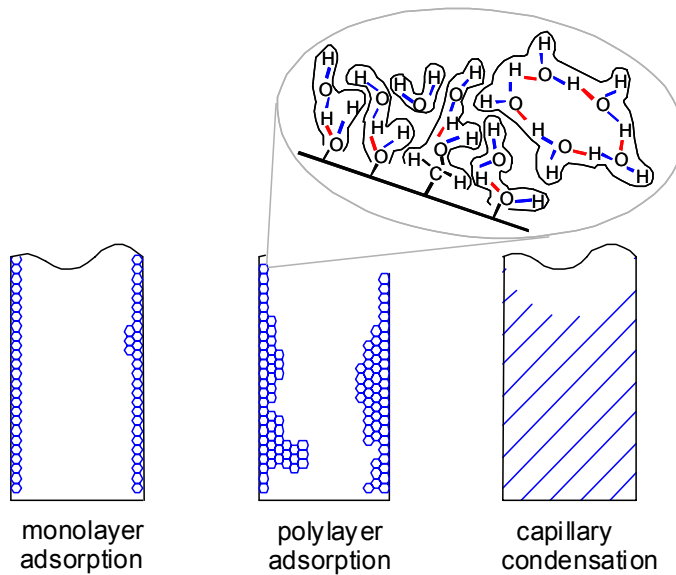 H H H
H H H O H H H
O O O O H O O
H H H H H H
O H O H H O H O
H O O
C H H H H H
O H
monolayer
adsorption
polylayer
adsorption
capillary
condensation